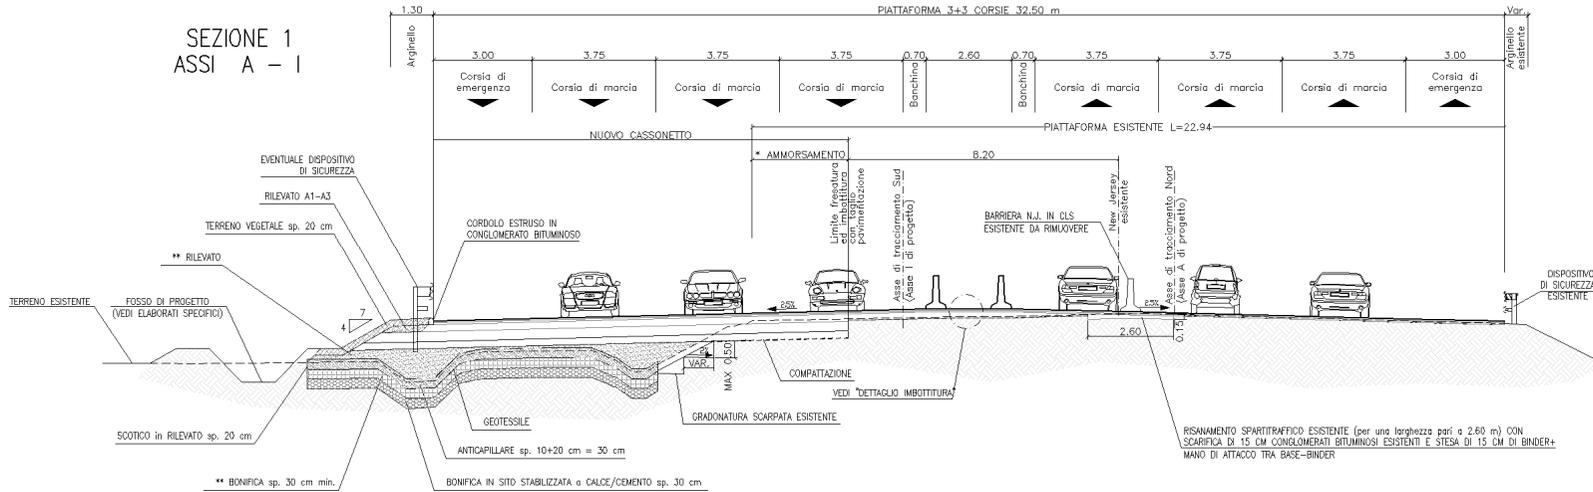 SEZIONE 1
ASSI A - I
1.30
PIATTAFORMA 3+3 CORSIE 32,50 m
Var.
Arginello
3.00
3.75
3.75
3.75
0.70
2.60
0.70
3.75
3.75
3.75
3.00
Arginello
esistente
Corsia di
emergenza
Corsia di marcia
Corsia di marcia
Corsia di marcia
Banchina
Banchina
Corsia di marcia
Corsia di marcia
Corsia di marcia
Corsia di
emergenza
PIATTAFORMA ESISTENTE L=22.94
NUOVO CASSONETTO
* AMMORSAMENTO
8.20
EVENTUALE DISPOSITIVO
DI SICUREZZA
RILEVATO A1-A3
TERRENO VEGETALE sp. 20 cm
** RILEVATO
CORDOLO ESTRUSO IN
CONGLOMERATO BITUMINOSO
Limite fresatura
ed imbottitura
con taglio
pavimentazione
Asse di tracciamento Sud
(Asse I di progetto)
BARRIERA N.J. IN CLS
ESISTENTE DA RIMUOVERE
New Jersey
esistente
Asse di tracciamento Nord
(Asse A di progetto)
DISPOSITIVO
DI SICUREZZA
ESISTENTE
TERRENO ESISTENTE
FOSSO DI PROGETTO
(VEDI ELABORATI SPECIFICI)
7
4
2.5%
2.5%
2.60
0.15
VAR.
MAX 0.50
COMPATTAZIONE
VEDI "DETTAGLIO IMBOTTITURA"
GRADONATURA SCARPATA ESISTENTE
GEOTESSILE
SCOTICO in RILEVATO sp. 20 cm
ANTICAPILLARE sp. 10+20 cm = 30 cm
** BONIFICA sp. 30 cm min.
BONIFICA IN SITO STABILIZZATA a CALCE/CEMENTO sp. 30 cm
RISANAMENTO SPARTITRAFFICO ESISTENTE (per una larghezza pari a 2.60 m) CON
SCARIFICA DI 15 CM CONGLOMERATI BITUMINOSI ESISTENTI E STESA DI 15 CM DI BINDER+
MANO DI ATTACCO TRA BASE-BINDER